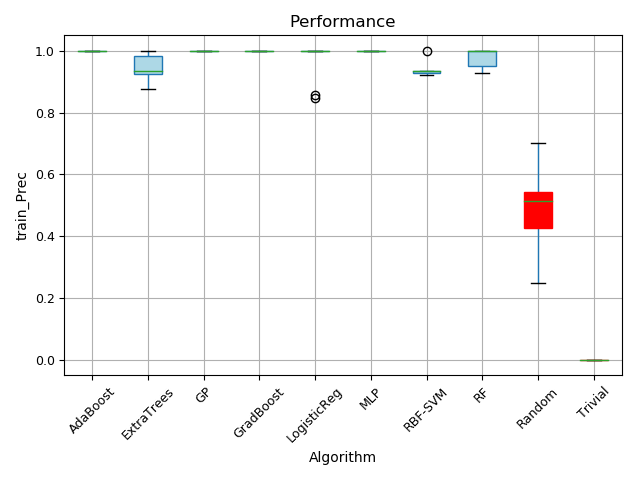 Performance
train_Prec
1.0
0.8
0.6
0.4
0.2
0.0
AdaBoost
ExtraTrees
GP
GradBoost
LogisticReg
MLP
RBF-SVM
RF
Random
Trivial
Algorithm